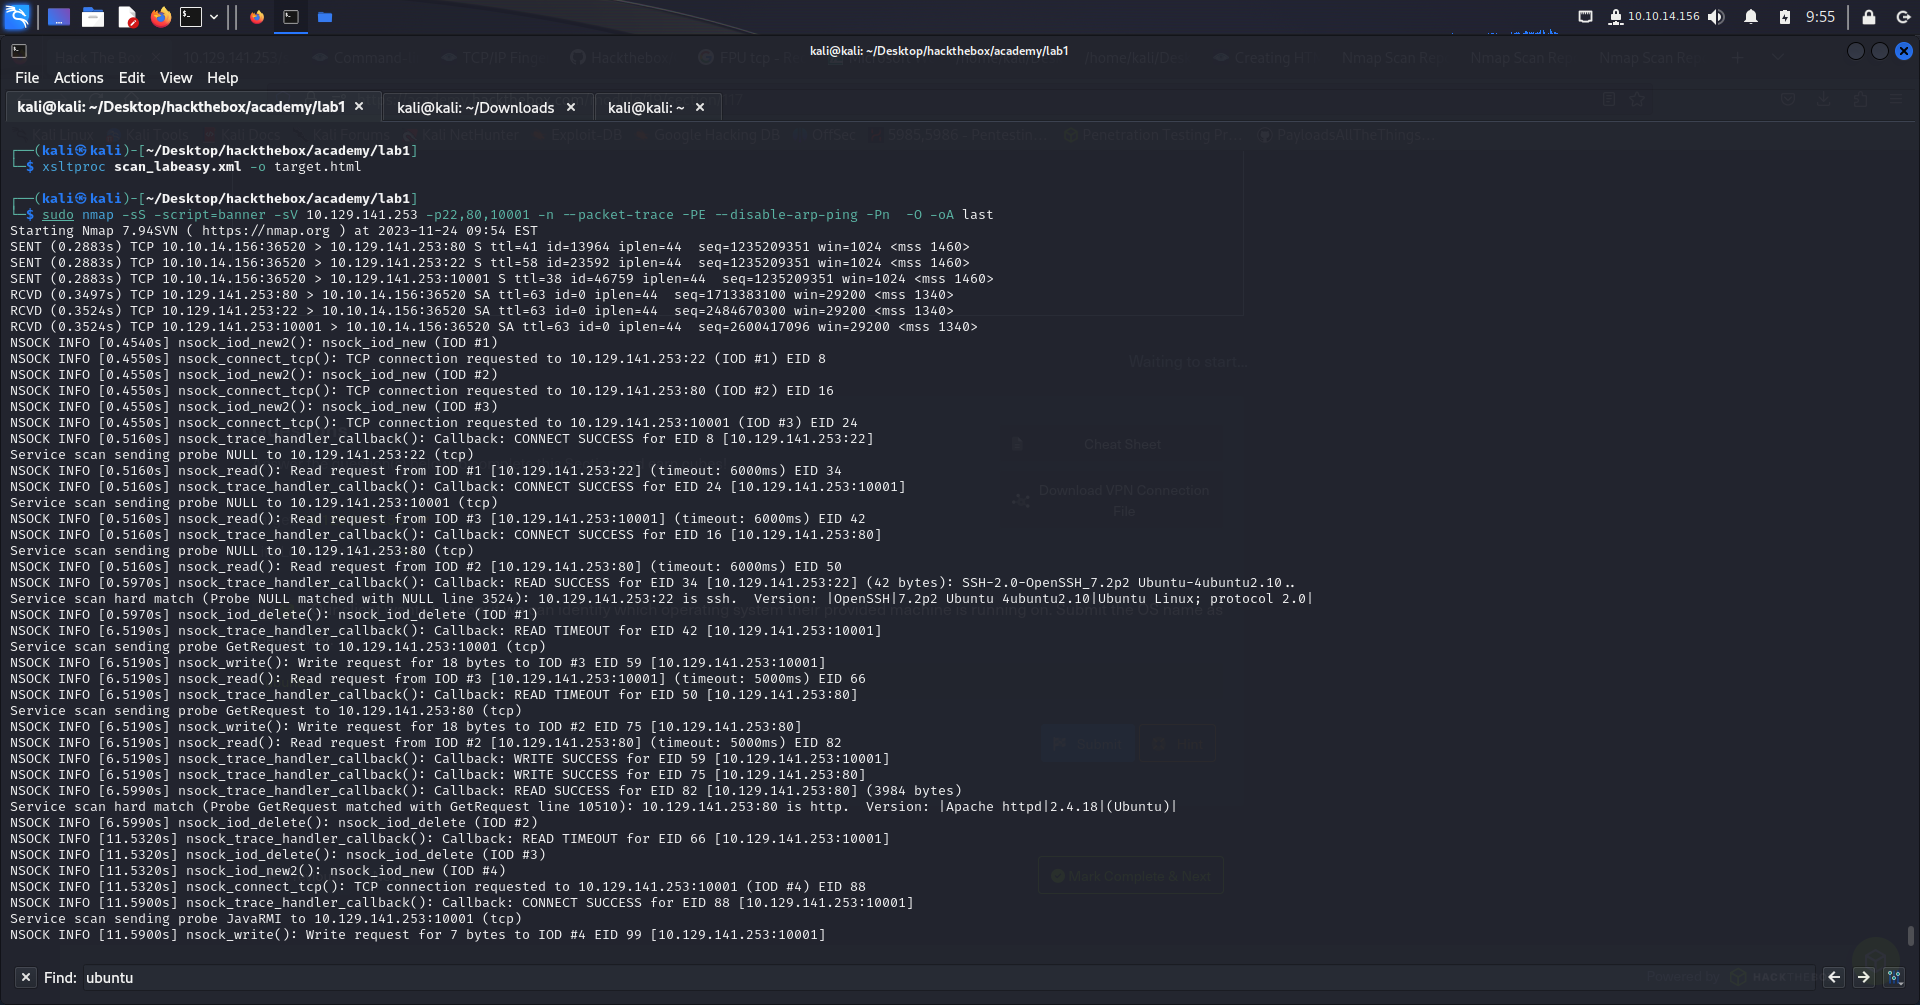 10.10.14.156
9:55
kali@kali: ~/Desktop/hackthebox/academy/lab1
File Actions Edit View Help
kali@kali: ~/Desktop/hackthebox/academy/lab1 × kali@kali: ~/Downloads × kali@kali: ~ ×
┌──(kali㉿kali)-[~/Desktop/hackthebox/academy/lab1]
└─$ xsltproc scan_labeasy.xml -o target.html
┌──(kali㉿kali)-[~/Desktop/hackthebox/academy/lab1]
└─$ sudo nmap -sS -script=banner -sV 10.129.141.253 -p22,80,10001 -n --packet-trace -PE --disable-arp-ping -Pn  -O -oA last
Starting Nmap 7.94SVN ( https://nmap.org ) at 2023-11-24 09:54 EST
SENT (0.2883s) TCP 10.10.14.156:36520 > 10.129.141.253:80 S ttl=41 id=13964 iplen=44  seq=1235209351 win=1024 <mss 1460>
SENT (0.2883s) TCP 10.10.14.156:36520 > 10.129.141.253:22 S ttl=58 id=23592 iplen=44  seq=1235209351 win=1024 <mss 1460>
SENT (0.2883s) TCP 10.10.14.156:36520 > 10.129.141.253:10001 S ttl=38 id=46759 iplen=44  seq=1235209351 win=1024 <mss 1460>
RCVD (0.3497s) TCP 10.129.141.253:80 > 10.10.14.156:36520 SA ttl=63 id=0 iplen=44  seq=1713383100 win=29200 <mss 1340>
RCVD (0.3524s) TCP 10.129.141.253:22 > 10.10.14.156:36520 SA ttl=63 id=0 iplen=44  seq=2484670300 win=29200 <mss 1340>
RCVD (0.3524s) TCP 10.129.141.253:10001 > 10.10.14.156:36520 SA ttl=63 id=0 iplen=44  seq=2600417096 win=29200 <mss 1340>
NSOCK INFO [0.4540s] nsock_iod_new2(): nsock_iod_new (IOD #1)
NSOCK INFO [0.4550s] nsock_connect_tcp(): TCP connection requested to 10.129.141.253:22 (IOD #1) EID 8
NSOCK INFO [0.4550s] nsock_iod_new2(): nsock_iod_new (IOD #2)
NSOCK INFO [0.4550s] nsock_connect_tcp(): TCP connection requested to 10.129.141.253:80 (IOD #2) EID 16
NSOCK INFO [0.4550s] nsock_iod_new2(): nsock_iod_new (IOD #3)
NSOCK INFO [0.4550s] nsock_connect_tcp(): TCP connection requested to 10.129.141.253:10001 (IOD #3) EID 24
NSOCK INFO [0.5160s] nsock_trace_handler_callback(): Callback: CONNECT SUCCESS for EID 8 [10.129.141.253:22]
Service scan sending probe NULL to 10.129.141.253:22 (tcp)
NSOCK INFO [0.5160s] nsock_read(): Read request from IOD #1 [10.129.141.253:22] (timeout: 6000ms) EID 34
NSOCK INFO [0.5160s] nsock_trace_handler_callback(): Callback: CONNECT SUCCESS for EID 24 [10.129.141.253:10001]
Service scan sending probe NULL to 10.129.141.253:10001 (tcp)
NSOCK INFO [0.5160s] nsock_read(): Read request from IOD #3 [10.129.141.253:10001] (timeout: 6000ms) EID 42
NSOCK INFO [0.5160s] nsock_trace_handler_callback(): Callback: CONNECT SUCCESS for EID 16 [10.129.141.253:80]
Service scan sending probe NULL to 10.129.141.253:80 (tcp)
NSOCK INFO [0.5160s] nsock_read(): Read request from IOD #2 [10.129.141.253:80] (timeout: 6000ms) EID 50
NSOCK INFO [0.5970s] nsock_trace_handler_callback(): Callback: READ SUCCESS for EID 34 [10.129.141.253:22] (42 bytes): SSH-2.0-OpenSSH_7.2p2 Ubuntu-4ubuntu2.10..
Service scan hard match (Probe NULL matched with NULL line 3524): 10.129.141.253:22 is ssh.  Version: |OpenSSH|7.2p2 Ubuntu 4ubuntu2.10|Ubuntu Linux; protocol 2.0|
NSOCK INFO [0.5970s] nsock_iod_delete(): nsock_iod_delete (IOD #1)
NSOCK INFO [6.5190s] nsock_trace_handler_callback(): Callback: READ TIMEOUT for EID 42 [10.129.141.253:10001]
Service scan sending probe GetRequest to 10.129.141.253:10001 (tcp)
NSOCK INFO [6.5190s] nsock_write(): Write request for 18 bytes to IOD #3 EID 59 [10.129.141.253:10001]
NSOCK INFO [6.5190s] nsock_read(): Read request from IOD #3 [10.129.141.253:10001] (timeout: 5000ms) EID 66
NSOCK INFO [6.5190s] nsock_trace_handler_callback(): Callback: READ TIMEOUT for EID 50 [10.129.141.253:80]
Service scan sending probe GetRequest to 10.129.141.253:80 (tcp)
NSOCK INFO [6.5190s] nsock_write(): Write request for 18 bytes to IOD #2 EID 75 [10.129.141.253:80]
NSOCK INFO [6.5190s] nsock_read(): Read request from IOD #2 [10.129.141.253:80] (timeout: 5000ms) EID 82
NSOCK INFO [6.5190s] nsock_trace_handler_callback(): Callback: WRITE SUCCESS for EID 59 [10.129.141.253:10001]
NSOCK INFO [6.5190s] nsock_trace_handler_callback(): Callback: WRITE SUCCESS for EID 75 [10.129.141.253:80]
NSOCK INFO [6.5990s] nsock_trace_handler_callback(): Callback: READ SUCCESS for EID 82 [10.129.141.253:80] (3984 bytes)
Service scan hard match (Probe GetRequest matched with GetRequest line 10510): 10.129.141.253:80 is http.  Version: |Apache httpd|2.4.18|(Ubuntu)|
NSOCK INFO [6.5990s] nsock_iod_delete(): nsock_iod_delete (IOD #2)
NSOCK INFO [11.5320s] nsock_trace_handler_callback(): Callback: READ TIMEOUT for EID 66 [10.129.141.253:10001]
NSOCK INFO [11.5320s] nsock_iod_delete(): nsock_iod_delete (IOD #3)
NSOCK INFO [11.5320s] nsock_iod_new2(): nsock_iod_new (IOD #4)
NSOCK INFO [11.5320s] nsock_connect_tcp(): TCP connection requested to 10.129.141.253:10001 (IOD #4) EID 88
NSOCK INFO [11.5900s] nsock_trace_handler_callback(): Callback: CONNECT SUCCESS for EID 88 [10.129.141.253:10001]
Service scan sending probe JavaRMI to 10.129.141.253:10001 (tcp)
NSOCK INFO [11.5900s] nsock_write(): Write request for 7 bytes to IOD #4 EID 99 [10.129.141.253:10001]
Waiting to start...
Cheat Sheet
Download VPN Connection
File
Mark Complete & Next
Find: ubuntu